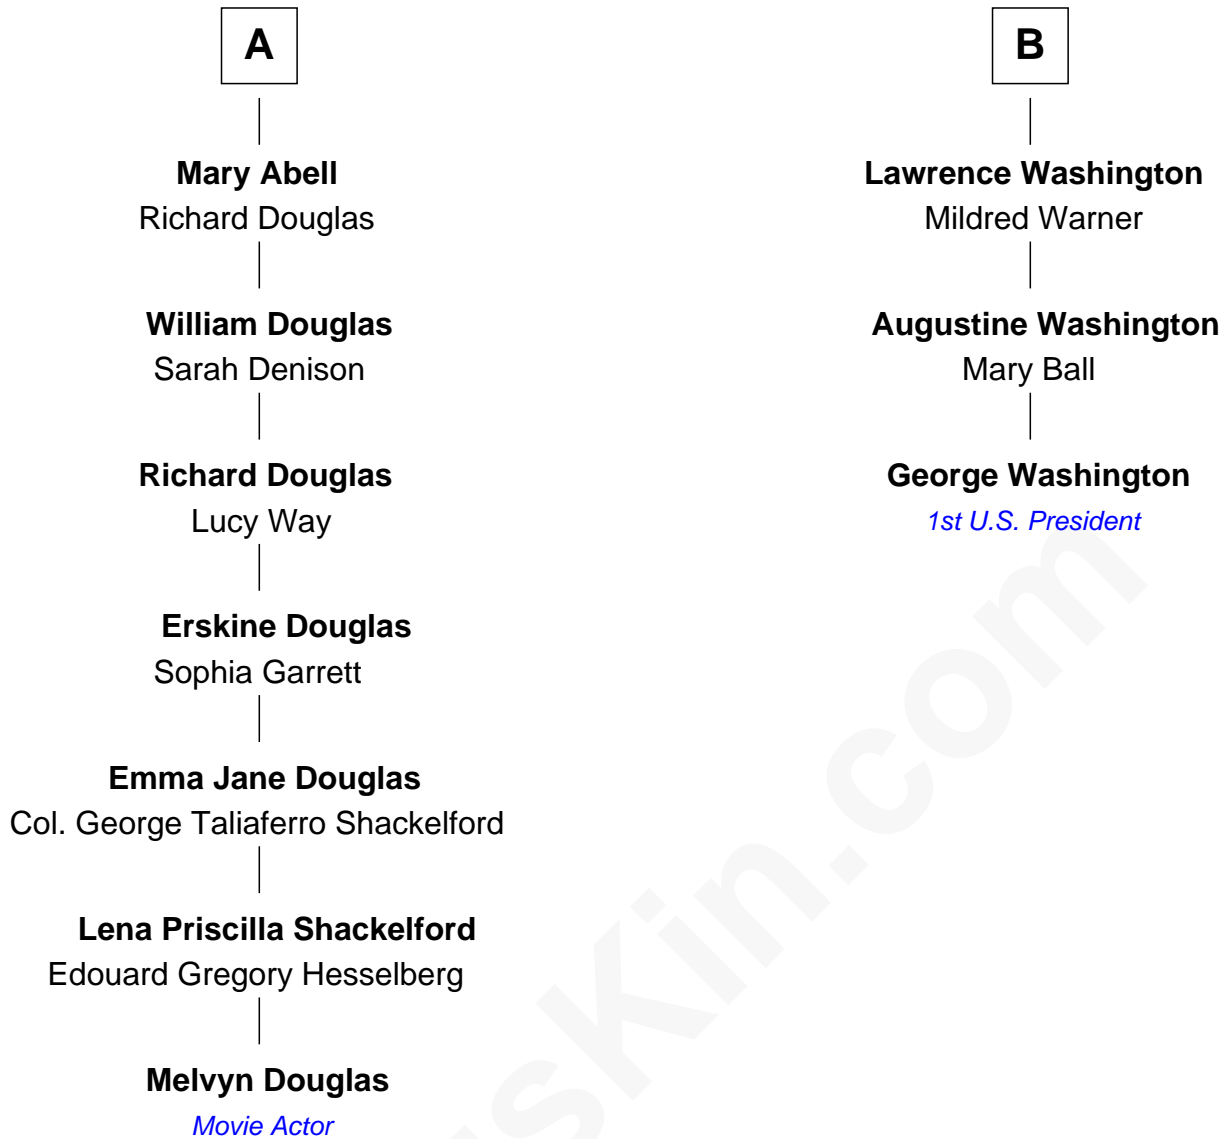 A
Mary Abell
Richard Douglas
William Douglas
Sarah Denison
Richard Douglas
Lucy Way
Erskine Douglas
Sophia Garrett
Emma Jane Douglas
Col. George Taliaferro Shackelford
Lena Priscilla Shackelford
Edouard Gregory Hesselberg
Melvyn Douglas
Movie Actor
B
Lawrence Washington
Mildred Warner
Augustine Washington
Mary Ball
George Washington
1st U.S. President
sKin.com